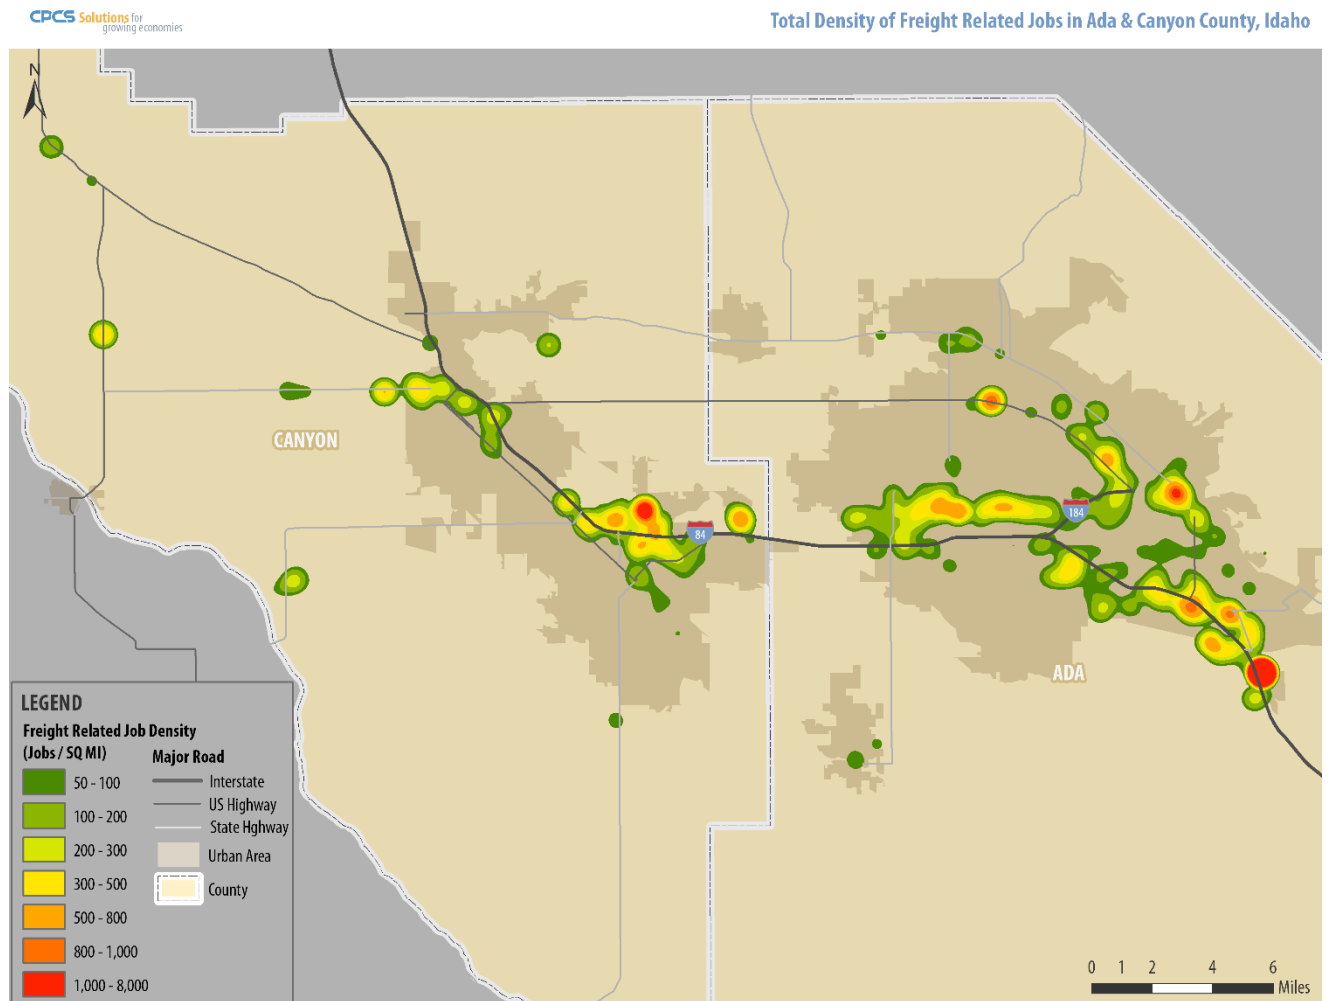 CPCS Solutions for
growing economies
Total Density of Freight Related Jobs in Ada & Canyon County, Idaho
N
CANYON
84
184
ADA
LEGEND
Freight Related Job Density
(Jobs / SQ MI)
50 - 100
100 - 200
200 - 300
300 - 500
500 - 800
800 - 1,000
1,000 - 8,000
Major Road
Interstate
US Highway
State Hghway
Urban Area
County
0 1 2 4 6
Miles